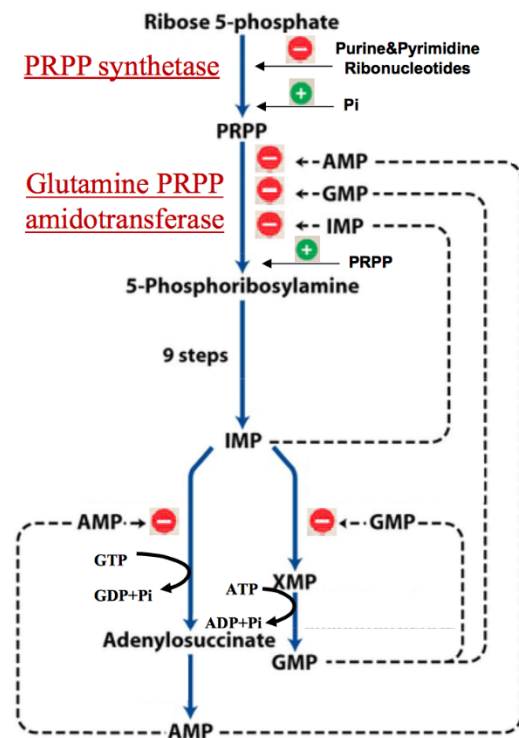 Ribose 5-phosphate
PRPP synthetase
Purine&Pyrimidine
Ribonucleotides
Pi
PRPP
Glutamine PRPP
amidotransferase
AMP
GMP
IMP
PRPP
5-Phosphoribosylamine
9 steps
IMP
AMP
GMP
GTP
GDP+Pi
XMP
ATP
ADP+Pi
Adenylosuccinate
GMP
AMP